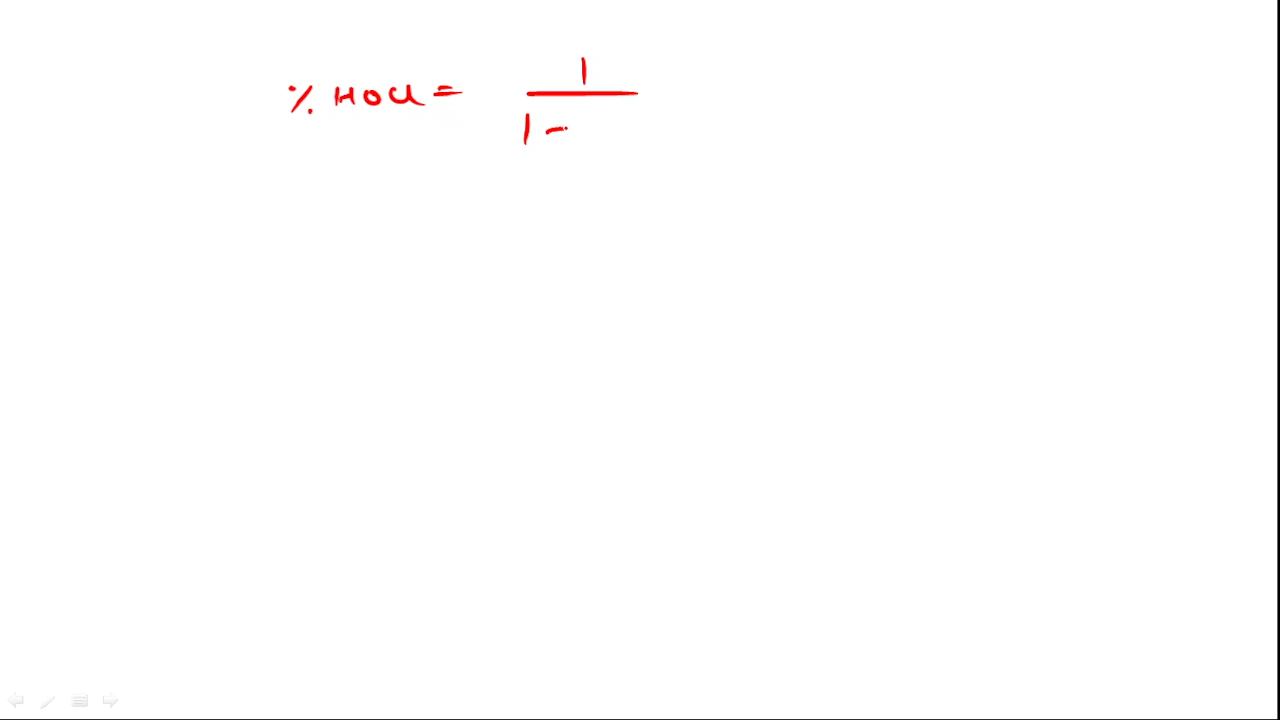 % HOCl = 1
1 -